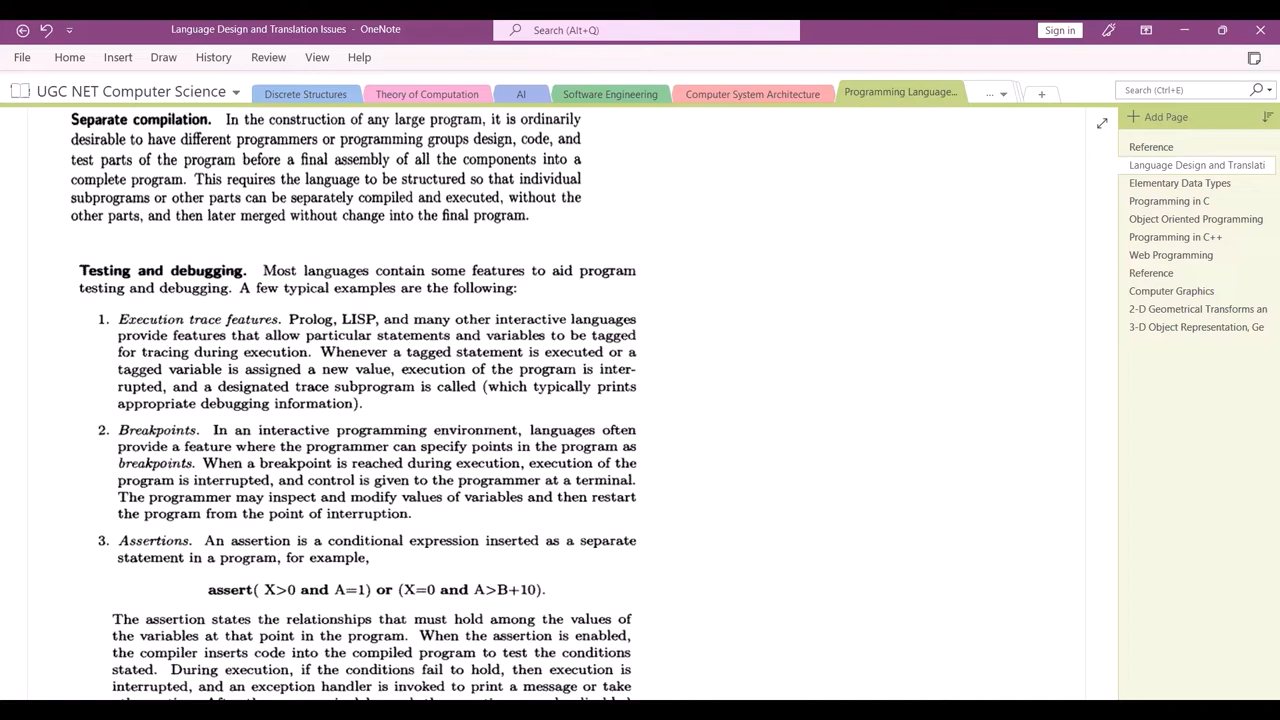 Language Design and Translation Issues - OneNote
Search (Alt+Q)
Sign in
File Home Insert Draw History Review View Help
UGC NET Computer Science
Discrete Structures
Theory of Computation
AI
Software Engineering
Computer System Architecture
Programming Language...
...
Search (Ctrl+E)
Add Page
Reference
Language Design and Translati
Elementary Data Types
Programming in C
Object Oriented Programming
Programming in C++
Web Programming
Reference
Computer Graphics
2-D Geometrical Transforms an
3-D Object Representation, Ge
Separate compilation. In the construction of any large program, it is ordinarily
desirable to have different programmers or programming groups design, code, and
test parts of the program before a final assembly of all the components into a
complete program. This requires the language to be structured so that individual
subprograms or other parts can be separately compiled and executed, without the
other parts, and then later merged without change into the final program.
Testing and debugging. Most languages contain some features to aid program
testing and debugging. A few typical examples are the following:
1. Execution trace features. Prolog, LISP, and many other interactive languages
provide features that allow particular statements and variables to be tagged
for tracing during execution. Whenever a tagged statement is executed or a
tagged variable is assigned a new value, execution of the program is inter-
rupted, and a designated trace subprogram is called (which typically prints
appropriate debugging information).
2. Breakpoints. In an interactive programming environment, languages often
provide a feature where the programmer can specify points in the program as
breakpoints. When a breakpoint is reached during execution, execution of the
program is interrupted, and control is given to the programmer at a terminal.
The programmer may inspect and modify values of variables and then restart
the program from the point of interruption.
3. Assertions. An assertion is a conditional expression inserted as a separate
statement in a program, for example,
assert( X>0 and A=1) or (X=0 and A>B+10).
The assertion states the relationships that must hold among the values of
the variables at that point in the program. When the assertion is enabled,
the compiler inserts code into the compiled program to test the conditions
stated. During execution, if the conditions fail to hold, then execution is
interrupted, and an exception handler is invoked to print a message or take